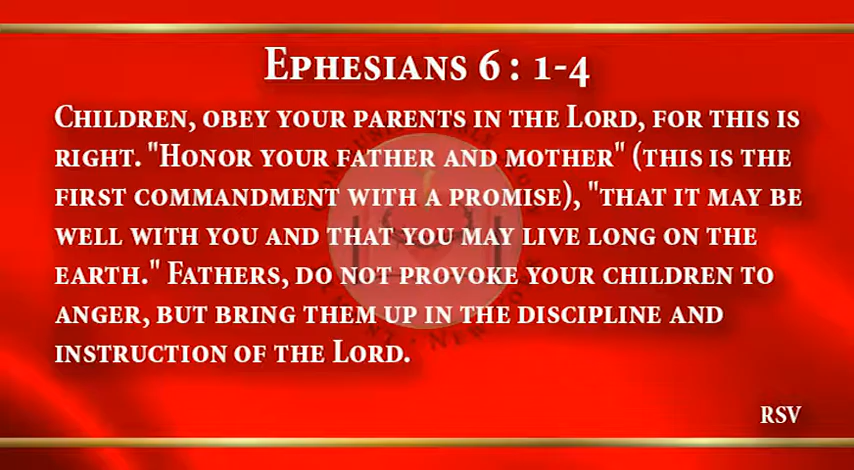 Ephesians 6 : 1-4
Children, obey your parents in the Lord, for this is
right. "Honor your father and mother" (this is the
first commandment with a promise), "that it may be
well with you and that you may live long on the
earth." Fathers, do not provoke your children to
anger, but bring them up in the discipline and
instruction of the Lord.
RSV